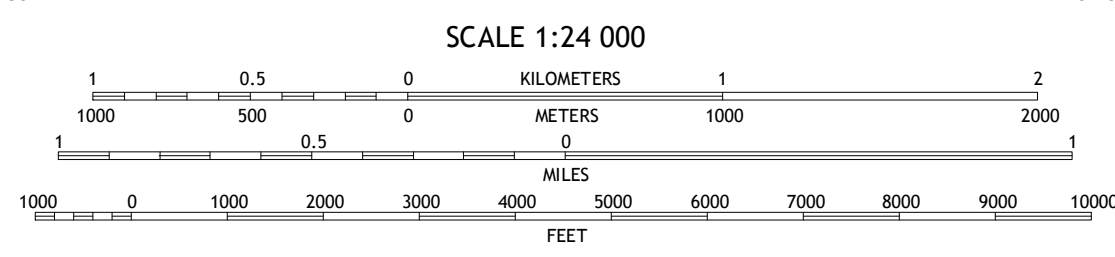 SCALE 1:24 000
1 0.5 0 KILOMETERS 1 2
1000 500 0 METERS 1000 2000
1 0.5 0 1
MILES
1000 0 1000 2000 3000 4000 5000 6000 7000 8000 9000 10000
FEET